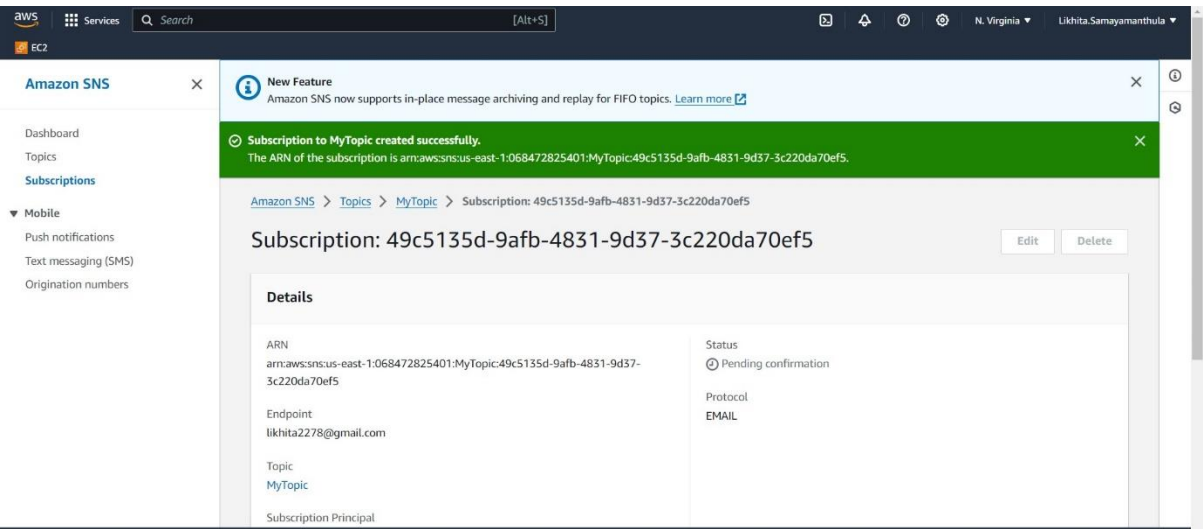 aws Services Search [Alt+S] N. Virginia Likhita.Samayamanthula
EC2
Amazon SNS
Dashboard
Topics
Subscriptions
Mobile
Push notifications
Text messaging (SMS)
Origination numbers
New Feature
Amazon SNS now supports in-place message archiving and replay for FIFO topics. Learn more
Subscription to MyTopic created successfully.
The ARN of the subscription is arn:aws:sns:us-east-1:068472825401:MyTopic:49c5135d-9afb-4831-9d37-3c220da70ef5.
Amazon SNS > Topics > MyTopic > Subscription: 49c5135d-9afb-4831-9d37-3c220da70ef5
Subscription: 49c5135d-9afb-4831-9d37-3c220da70ef5
Edit Delete
Details
ARN
arn:aws:sns:us-east-1:068472825401:MyTopic:49c5135d-9afb-4831-9d37-
3c220da70ef5
Endpoint
likhita2278@gmail.com
Topic
MyTopic
Subscription Principal
Status
Pending confirmation
Protocol
EMAIL